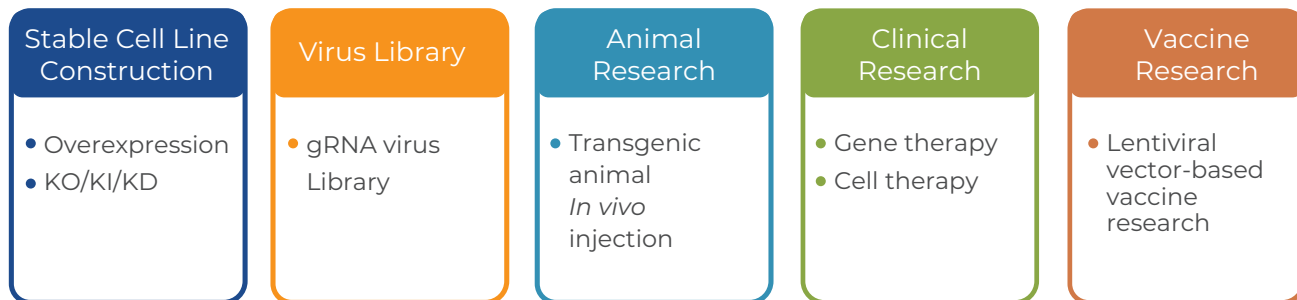 Stable Cell Line
Construction
• Overexpression
• KO/KI/KD
Virus Library
• gRNA virus
Library
Animal
Research
• Transgenic
animal
In vivo
injection
Clinical
Research
• Gene therapy
• Cell therapy
Vaccine
Research
• Lentiviral
vector-based
vaccine
research